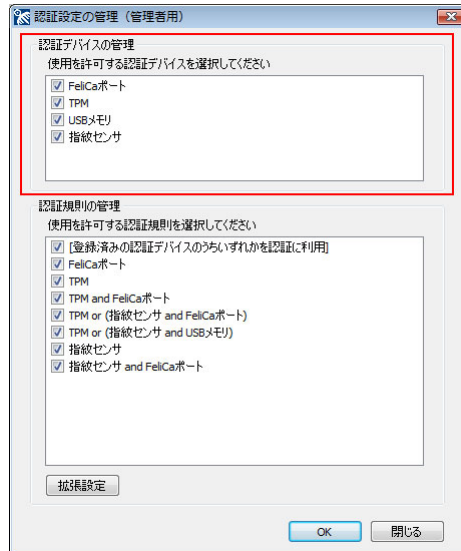 認証設定の管理（管理者用）
認証デバイスの管理
使用を許可する認証デバイスを選択してください
FeliCaポート
TPM
USBメモリ
指紋センサ
認証規則の管理
使用を許可する認証規則を選択してください
[登録済みの認証デバイスのうちいずれかを認証に利用]
FeliCaポート
TPM
TPM and FeliCaポート
TPM or (指紋センサ and FeliCaポート)
TPM or (指紋センサ and USBメモリ)
指紋センサ
指紋センサ and FeliCaポート
拡張設定
OK 閉じる